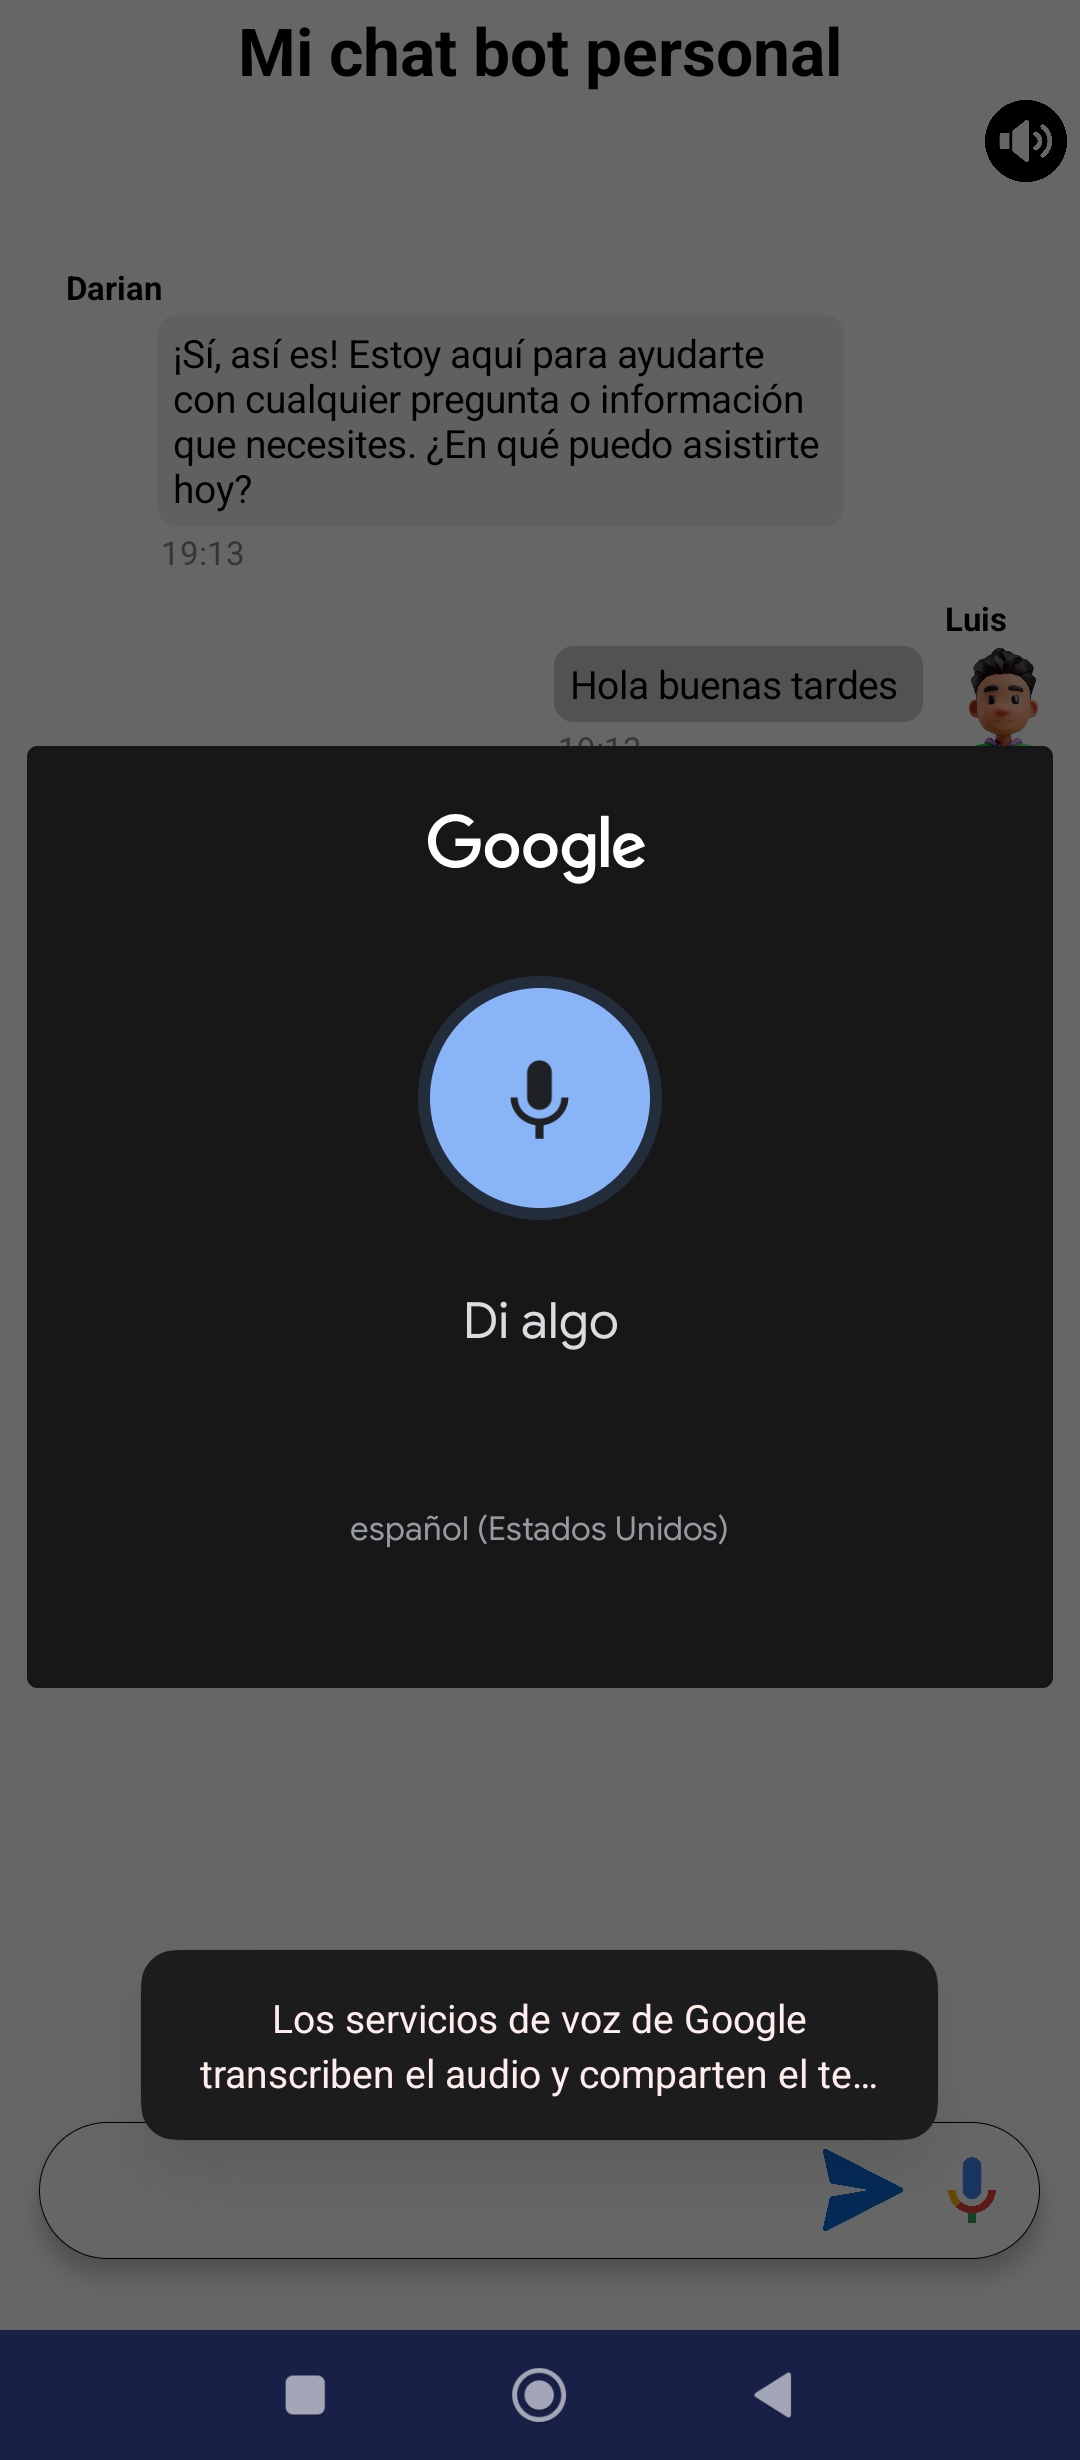 Mi chat bot personal
Darian
¡Sí, así es! Estoy aquí para ayudarte
con cualquier pregunta o información
que necesites. ¿En qué puedo asistirte
hoy?
19:13
Luis
Hola buenas tardes
19:13
Google
Di algo
español (Estados Unidos)
Los servicios de voz de Google
transcriben el audio y comparten el te...